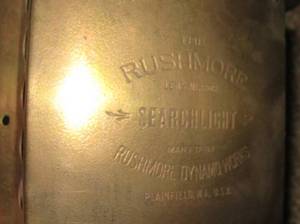 THE
RUSHMORE
SEARCHLIGHT
RUSHMORE DYNAMO WORKS
PLAINFIELD, N.J. U.S.A.